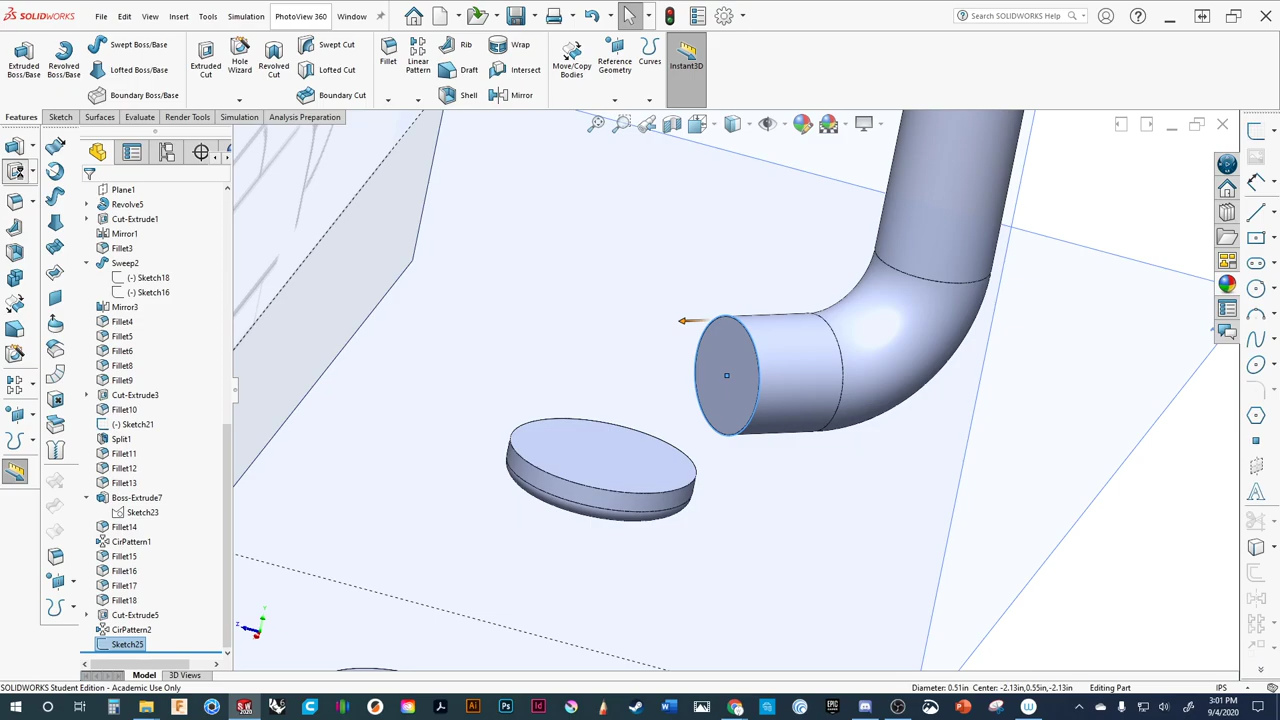 SOLIDWORKS File Edit View Insert Tools Simulation PhotoView 360 Window Search SOLIDWORKS Help
Extruded Boss/Base
Revolved Boss/Base
Swept Boss/Base
Lofted Boss/Base
Boundary Boss/Base
Extruded Cut
Hole Wizard
Revolved Cut
Swept Cut
Lofted Cut
Boundary Cut
Fillet
Linear Pattern
Rib
Draft
Shell
Wrap
Intersect
Mirror
Move/Copy Bodies
Reference Geometry
Curves
Instant3D
Features Sketch Surfaces Evaluate Render Tools Simulation Analysis Preparation
Plane1
Revolve5
Cut-Extrude1
Mirror1
Fillet3
Sweep2
(-) Sketch18
(-) Sketch16
Mirror3
Fillet4
Fillet5
Fillet6
Fillet8
Fillet9
Cut-Extrude3
Fillet10
(-) Sketch21
Split1
Fillet11
Fillet12
Fillet13
Boss-Extrude7
Sketch23
Fillet14
CirPattern1
Fillet15
Fillet16
Fillet17
Fillet18
Cut-Extrude5
CirPattern2
Sketch25
Y
Z
Model 3D Views
SOLIDWORKS Student Edition - Academic Use Only Diameter: 0.51in Center: -2.13in,0.55in,-2.13in Editing Part IPS
3:01 PM
9/4/2020